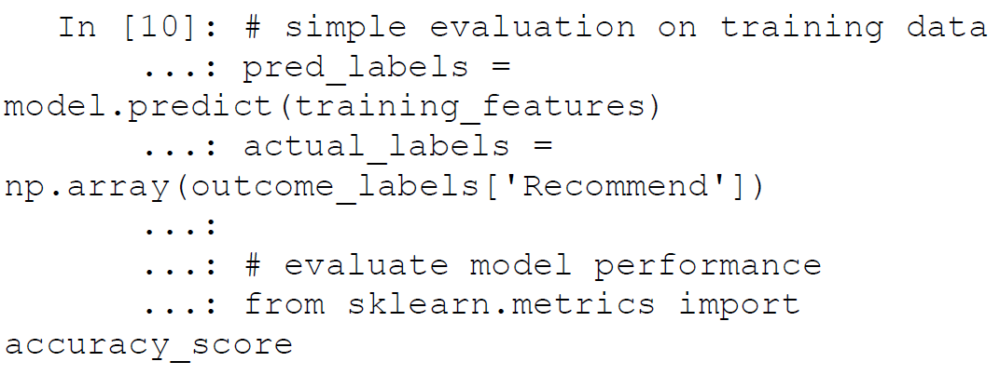 In [10]: # simple evaluation on training data
...: pred_labels =
model.predict(training_features)
...: actual_labels =
np.array(outcome_labels['Recommend'])
...:
...: # evaluate model performance
...: from sklearn.metrics import
accuracy_score